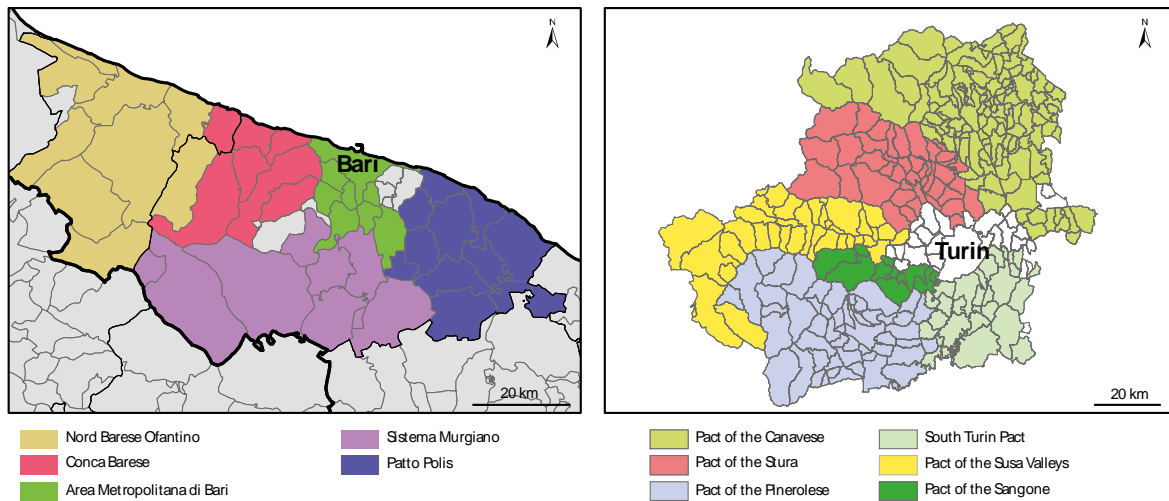 N
Bari
20 km
N
Turin
20 km
Nord Barese Ofantino
Conca Barese
Area Metropolitana di Bari
Sistema Murgiano
Patto Polis
Pact of the Canavese
Pact of the Stura
Pact of the Pinerolese
South Turin Pact
Pact of the Susa Valleys
Pact of the Sangone